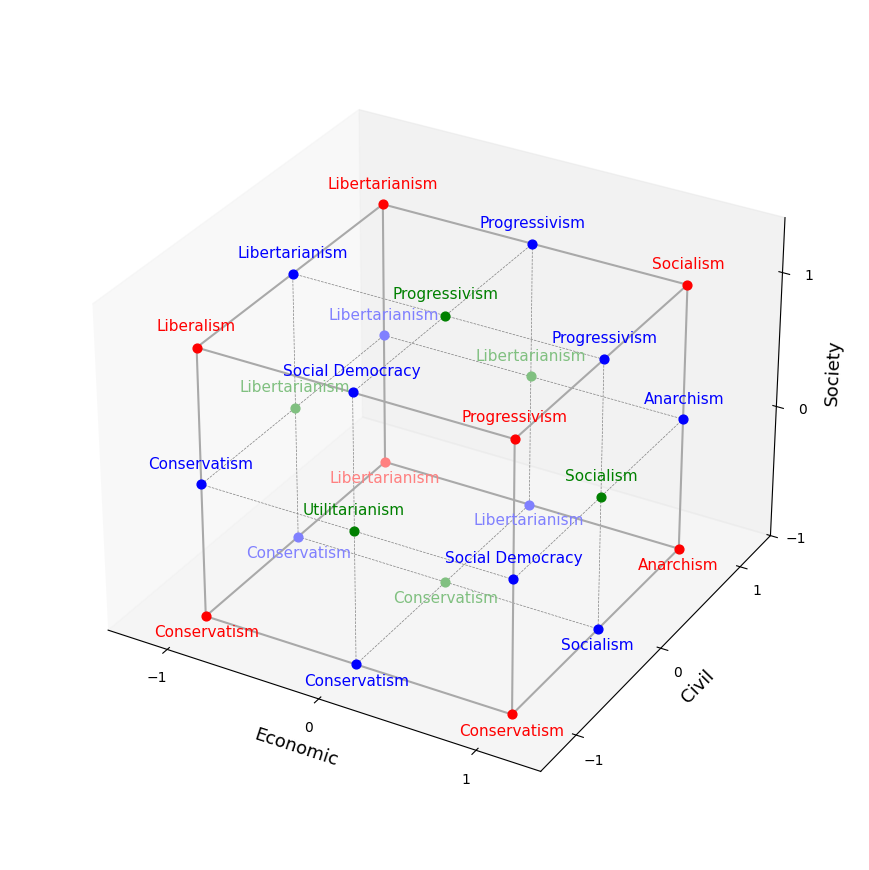 Libertarianism
Progressivism
Libertarianism
Socialism
Progressivism
Libertarianism
Liberalism
Progressivism
Libertarianism
Social Democracy
Libertarianism
Anarchism
Progressivism
Conservatism
Socialism
Libertarianism
Utilitarianism
Libertarianism
Conservatism
Social Democracy
Anarchism
Conservatism
Conservatism
Socialism
Conservatism
Conservatism
1
0
−1
Society
1
0
−1
Civil
−1
0
1
Economic